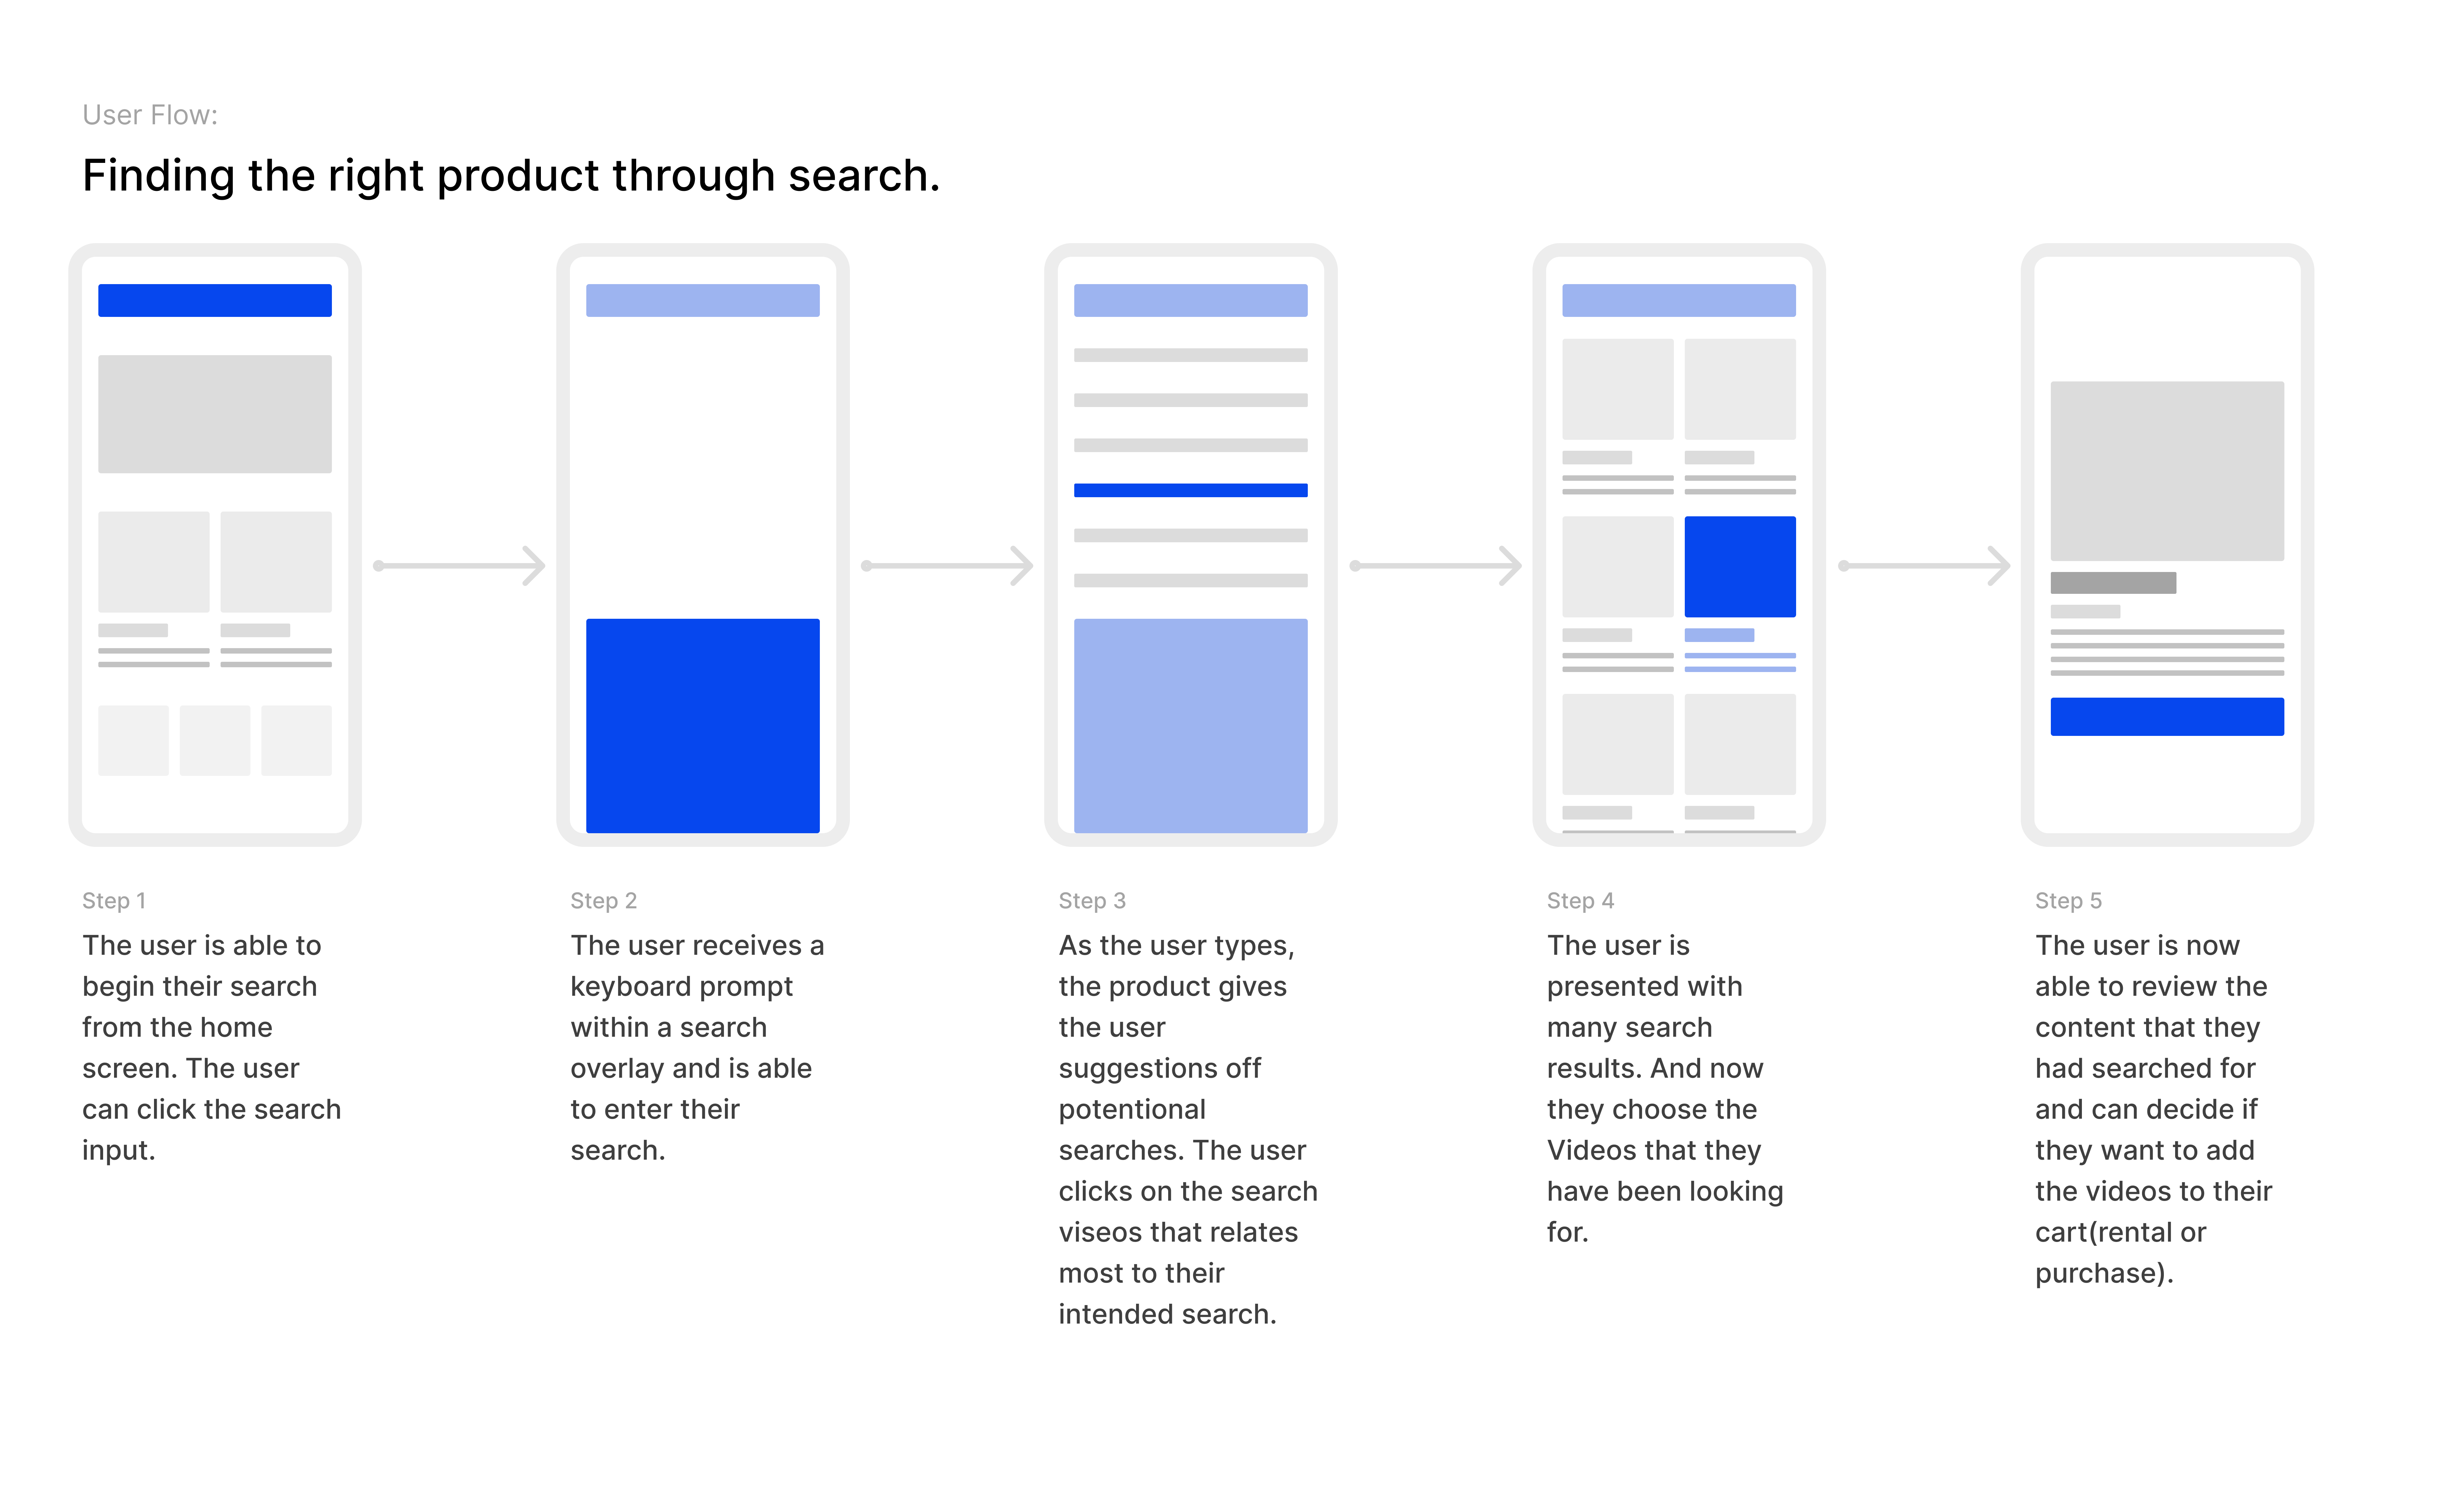 User Flow:
Finding the right product through search.
Step 1
The user is able to
begin their search
from the home
screen. The user
can click the search
input.
Step 2
The user receives a
keyboard prompt
within a search
overlay and is able
to enter their
search.
Step 3
As the user types,
the product gives
the user
suggestions off
potential
searches. The user
clicks on the search
viseos that relates
most to their
intended search.
Step 4
The user is
presented with
many search
results. And now
they choose the
Videos that they
have been looking
for.
Step 5
The user is now
able to review the
content that they
had searched for
and can decide if
they want to add
the videos to their
cart(rental or
purchase).